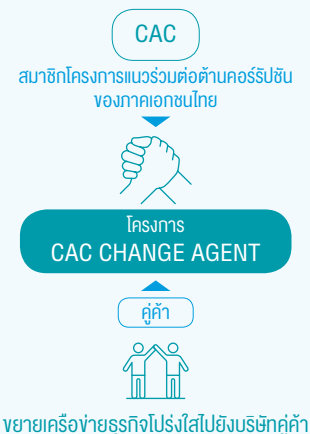 CAC
สมาชิกโครงการแนวร่วมต่อต้านคอร์รัปชัน
ของภาคเอกชนไทย
โครงการ
CAC CHANGE AGENT
คู่ค้า
ขยายเครือข่ายธุรกิจโปร่งใสไปยังบริษัทคู่ค้า